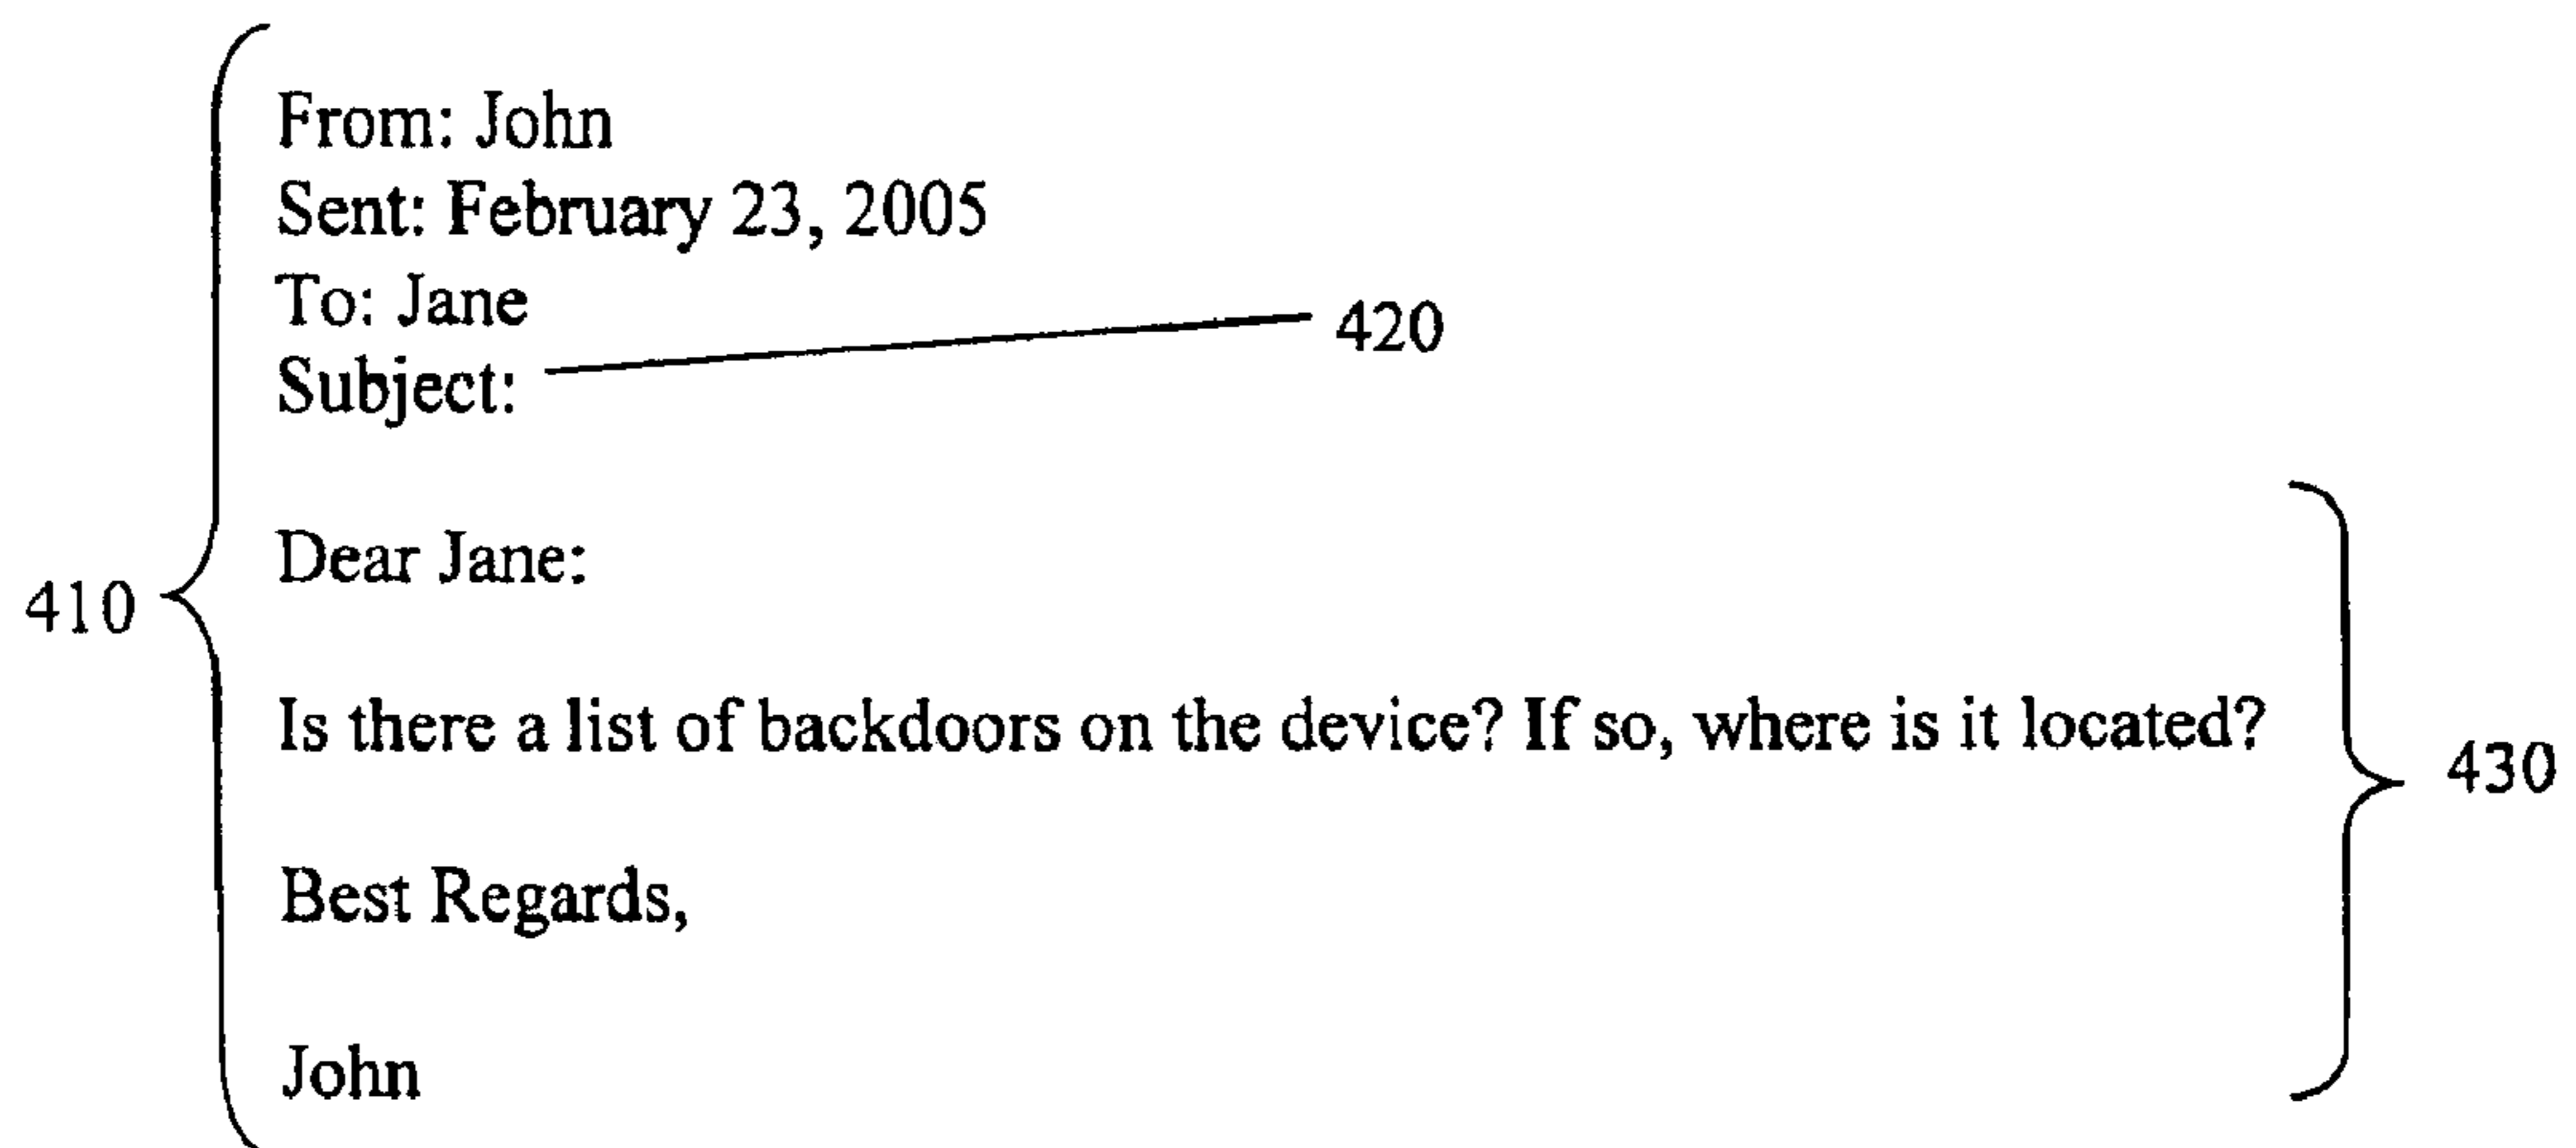 From: John
Sent: February 23, 2005
To: Jane
420
Subject:
Dear Jane:
410
Is there a list of backdoors on the device? If so, where is it located?
430
Best Regards,
John